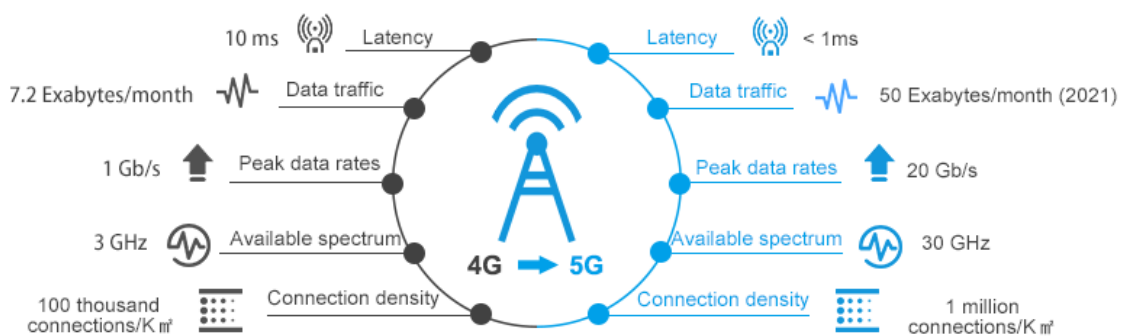 10 ms Latency
7.2 Exabytes/month Data traffic
1 Gb/s Peak data rates
3 GHz Available spectrum
100 thousand
connections/K㎡ Connection density
4G 5G
Latency < 1ms
Data traffic 50 Exabytes/month (2021)
Peak data rates 20 Gb/s
Available spectrum 30 GHz
Connection density 1 million
connections/K㎡